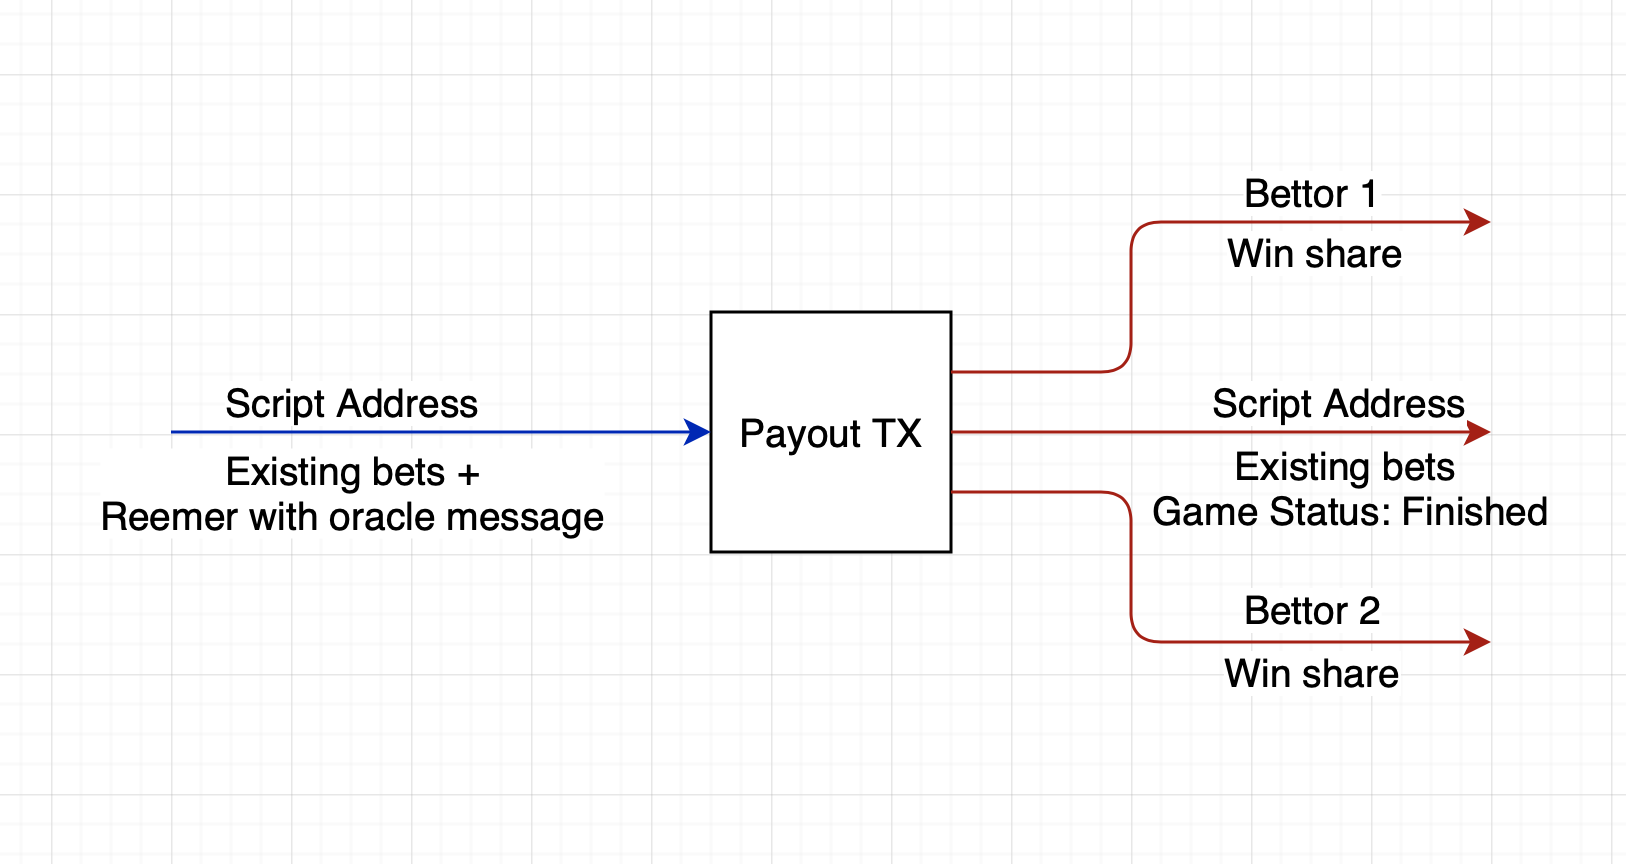 Script Address
Existing bets +
Reemer with oracle message
Payout TX
Bettor 1
Win share
Script Address
Existing bets
Game Status: Finished
Bettor 2
Win share